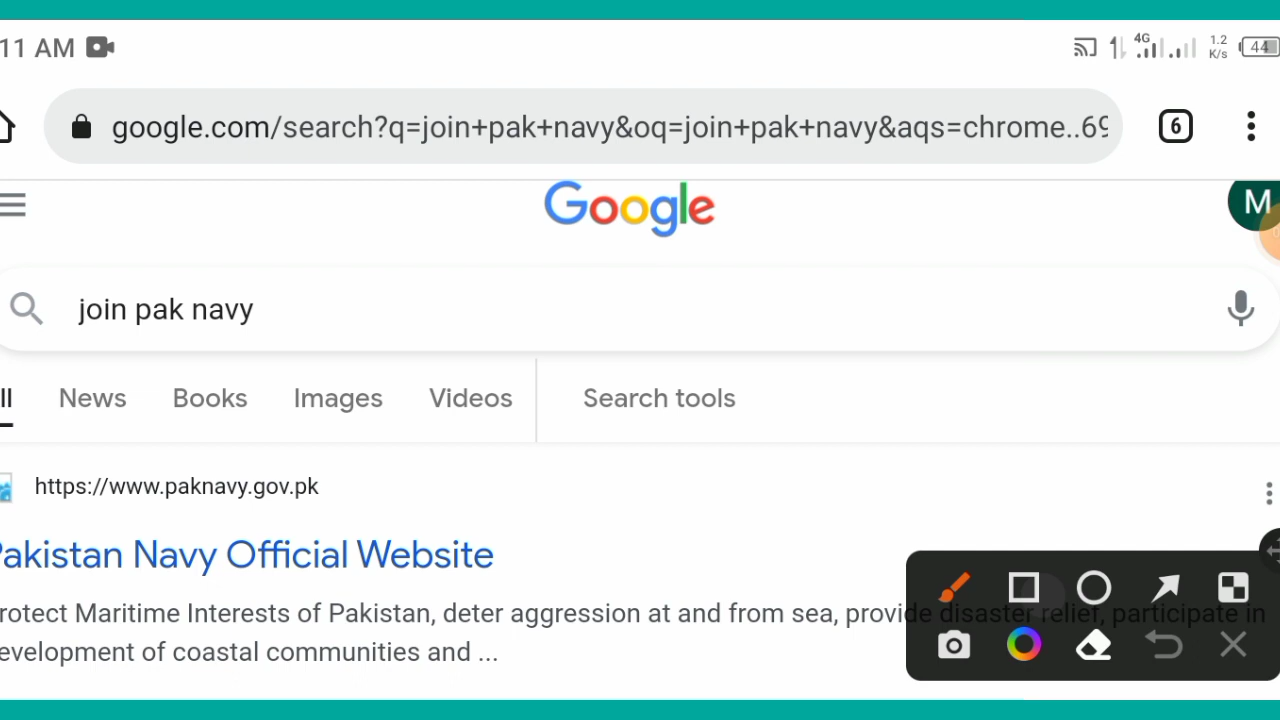 11 AM
4G 1.2 K/s 44
google.com/search?q=join+pak+navy&oq=join+pak+navy&aqs=chrome..69
6
Google
M
join pak navy
ll News Books Images Videos Search tools
https://www.paknavy.gov.pk
Pakistan Navy Official Website
rotect Maritime Interests of Pakistan, deter aggression at and from sea, provide disaster relief, participate in
evelopment of coastal communities and ...